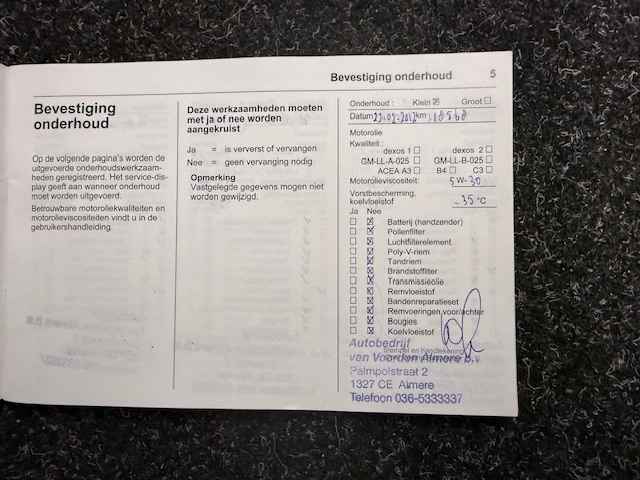 Bevestiging onderhoud 5
Bevestiging
onderhoud
Op de volgende pagina's worden de
uitgevoerde onderhoudswerkzaam-
heden geregistreerd. Het service-dis-
play geeft aan wanneer onderhoud
moet worden uitgevoerd.
Betrouwbare motoroliekwaliteiten en
motorolieviscositeiten vindt u in de
gebruikershandleiding.
Deze werkzaamheden moeten
met ja of nee worden
aangekruist
Ja = is ververst of vervangen
Nee = geen vervanging nodig
Opmerking
Vastgelegde gegevens mogen niet
worden gewijzigd.
Onderhoud : Klein Groot
Datum km: 18568
Motorolie
Kwaliteit:
dexos 1 dexos 2
GM-LL-A-025 GM-LL-B-025
ACEA A3 B4 C3
Motorolieviscositeit: 5W-30
Vorstbescherming,
koelvloeistof -35 °C
Ja Nee
Batterij (handzender)
Pollenfilter
Luchtfilterelement
Poly-V-riem
Tandriem
Brandstoffilter
Transmissieolie
Remvloeistof
Bandenreparatieset
Remvoeringen voor/achter
Bougies
Koelvloeistof
Autobedrijf
Stempel en handtekening
van Voorden Almere b.v.
Palmpolstraat 2
1327 CE Almere
Telefoon 036-5333337